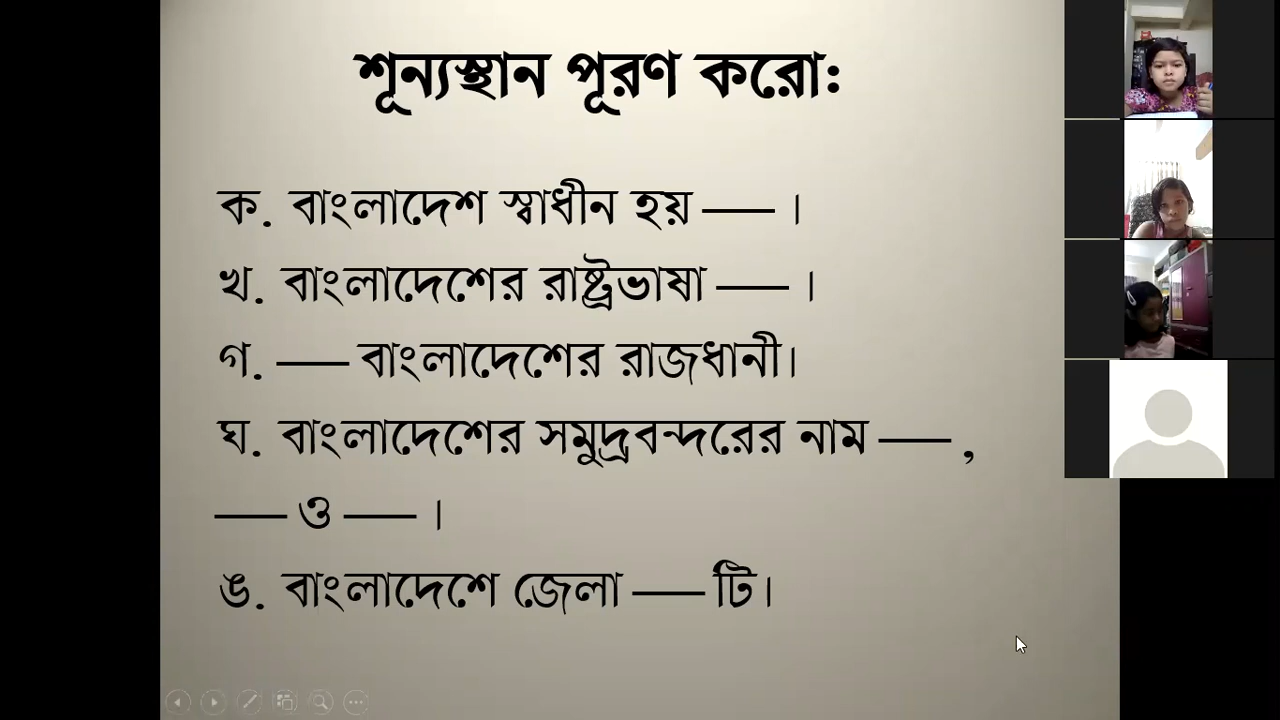 শূন্যস্থান পূরণ করো:
ক. বাংলাদেশ স্বাধীন হয় —— ।
খ. বাংলাদেশের রাষ্ট্রভাষা —— ।
গ. —— বাংলাদেশের রাজধানী।
ঘ. বাংলাদেশের সমুদ্রবন্দরের নাম —— ,
—— ও —— ।
ঙ. বাংলাদেশে জেলা —— টি।